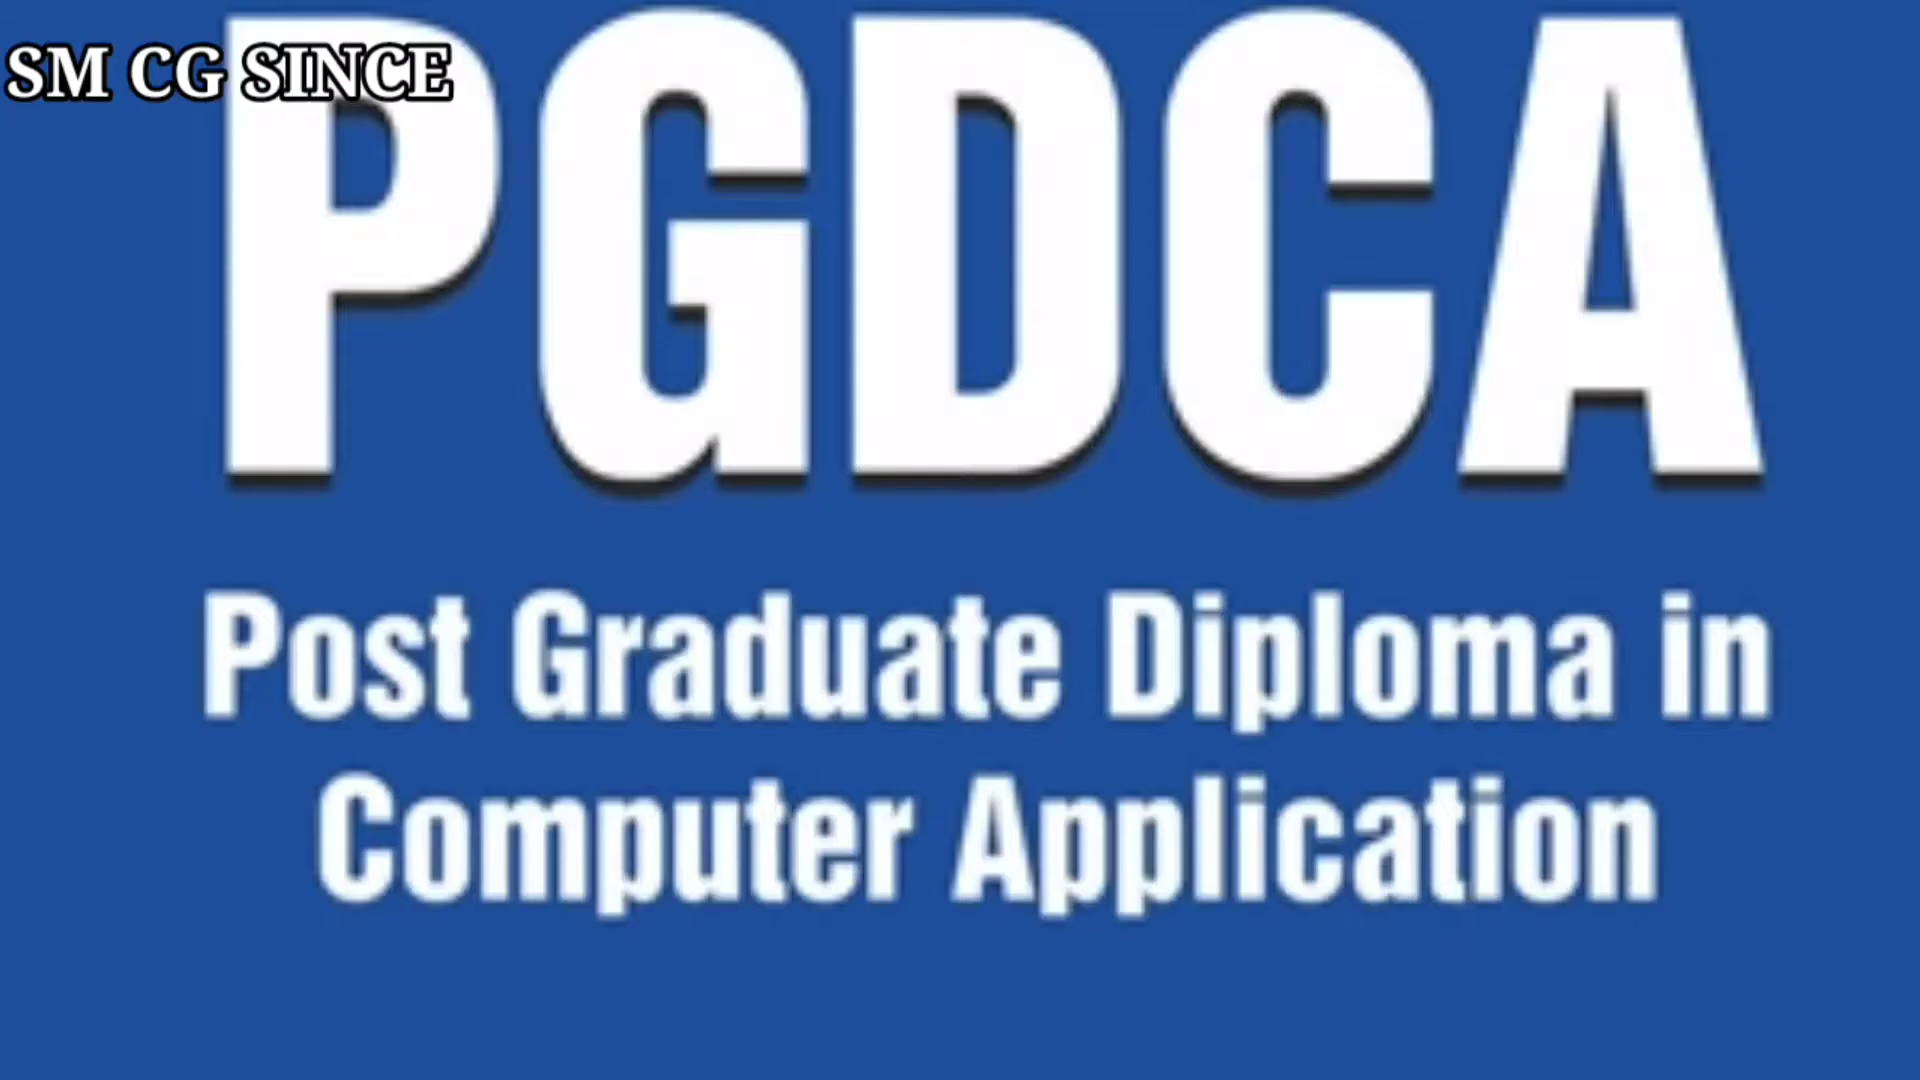 SM CG SINCE
PGDCA
Post Graduate Diploma in
Computer Application